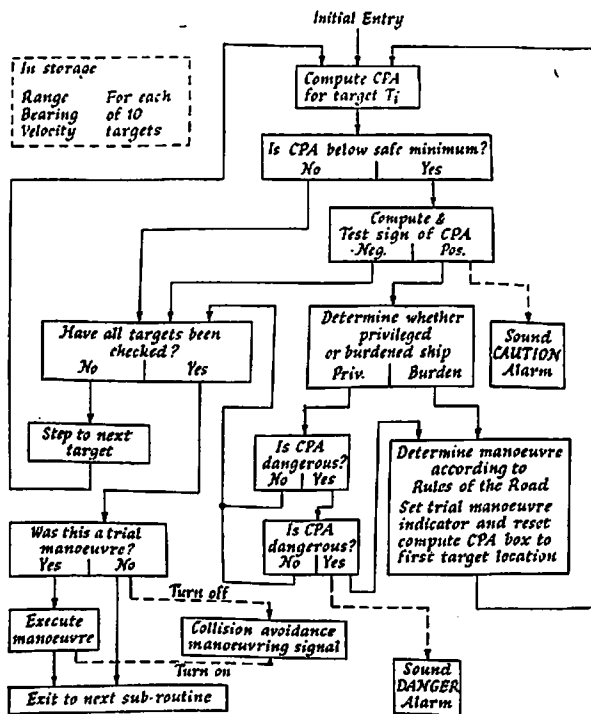 Initial Entry
In storage
Range For each
Bearing of 10
Velocity targets
Compute CPA
for target Ti
Is CPA below safe minimum?
No Yes
Compute &
Test sign of CPA
Neg. Pos.
Have all targets been
checked?
No Yes
Determine whether
privileged
or burdened ship
Priv. Burden
Sound
CAUTION
Alarm
Step to next
target
Is CPA
dangerous?
No Yes
Determine manoeuvre
according to
Rules of the Road
Set trial manoeuvre
indicator and reset
compute CPA box to
first target location
Was this a trial
manoeuvre?
Yes No
Is CPA
dangerous?
No Yes
Turn off
Execute
manoeuvre
Collision avoidance
manoeuvring signal
Turn on
Exit to next sub-routine
Sound
DANGER
Alarm